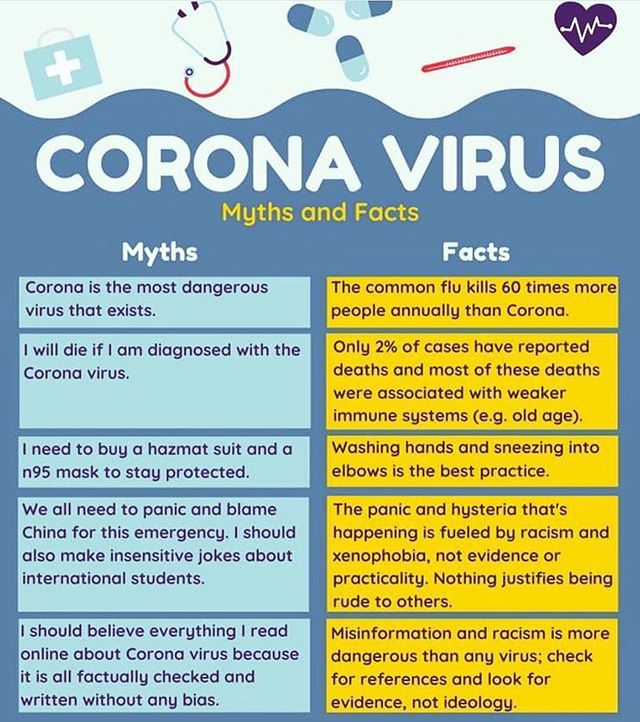 CORONA VIRUS
Myths and Facts
Myths
Facts
Corona is the most dangerous
virus that exists.
The common flu kills 60 times more
people annually than Corona.
I will die if I am diagnosed with the
Corona virus.
Only 2% of cases have reported
deaths and most of these deaths
were associated with weaker
immune systems (e.g. old age).
I need to buy a hazmat suit and a
n95 mask to stay protected.
Washing hands and sneezing into
elbows is the best practice.
We all need to panic and blame
China for this emergency. I should
also make insensitive jokes about
international students.
The panic and hysteria that's
happening is fueled by racism and
xenophobia, not evidence or
practicality. Nothing justifies being
rude to others.
I should believe everything I read
online about Corona virus because
it is all factually checked and
written without any bias.
Misinformation and racism is more
dangerous than any virus; check
for references and look for
evidence, not ideology.